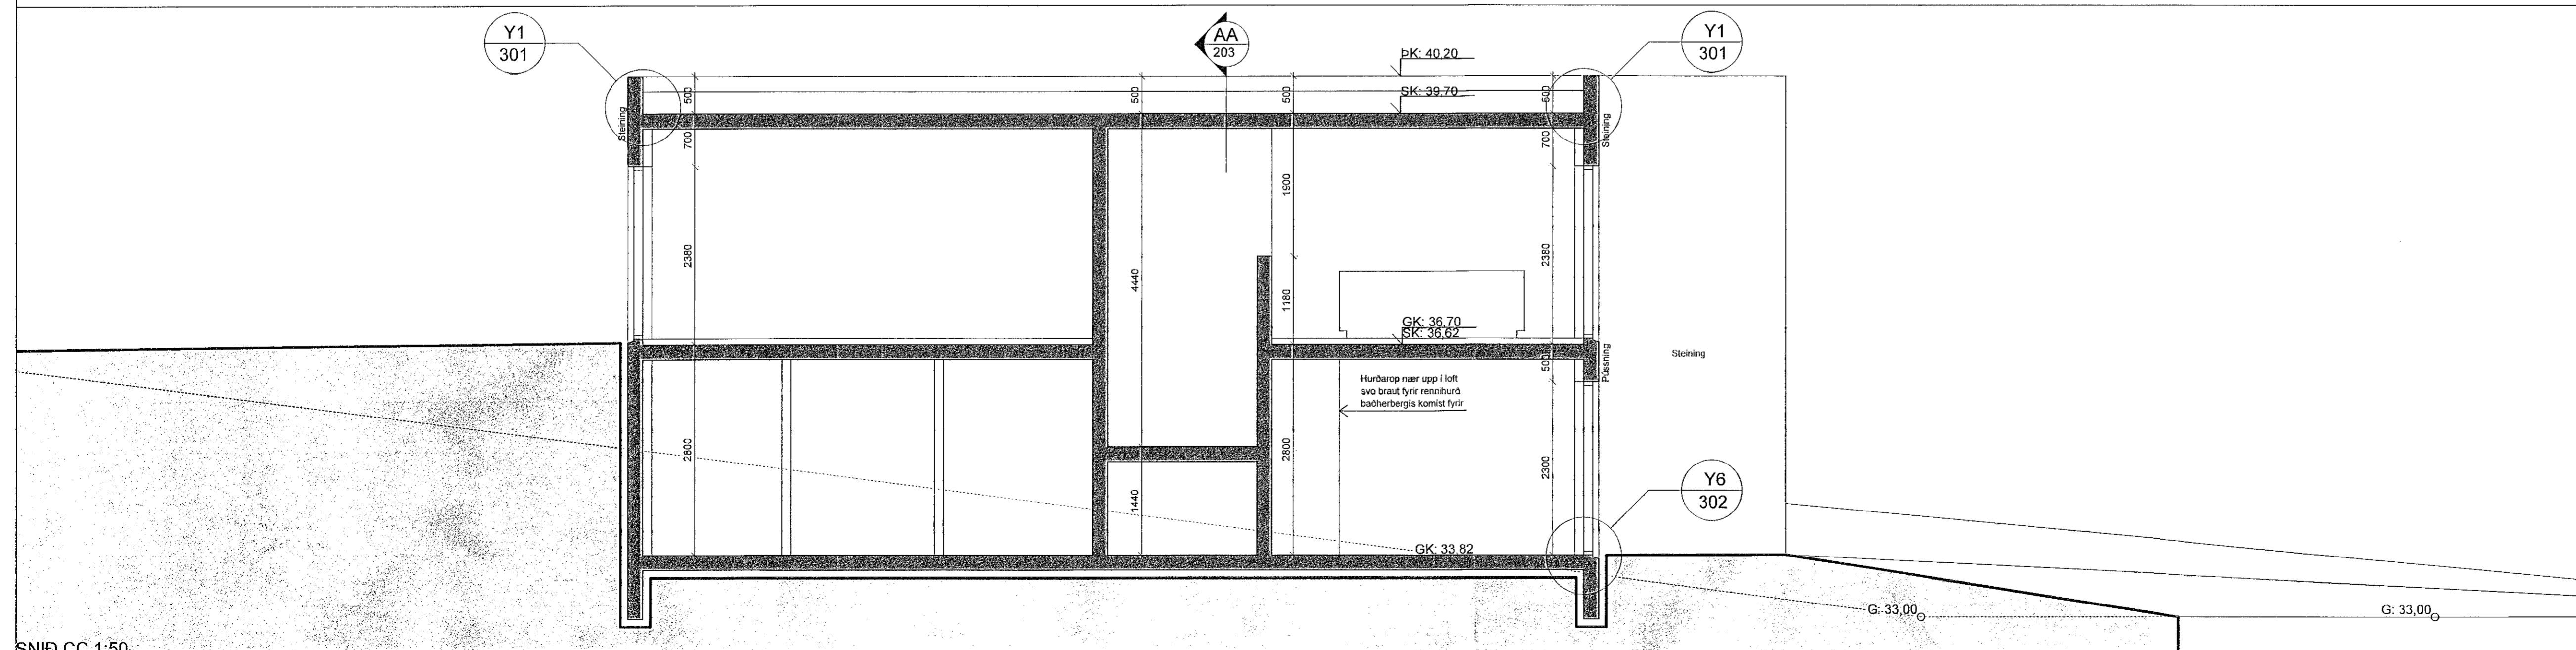 Y1
301
AA
203
Y1
301
ÞK: 40,20
SK: 39,70
500
500
500
500
Steining
Steining
700
700
1900
2380
4440
2380
1180
GK: 36,70
SK: 36,62
500
Pússning
Steining
Hurðarop nær upp í loft
svo braut fyrir rennihurð
baðherbergis komist fyrir
2800
2800
2300
1440
Y6
302
GK: 33,82
G: 33,00
G: 33,00
SNIÐ CC 1:50